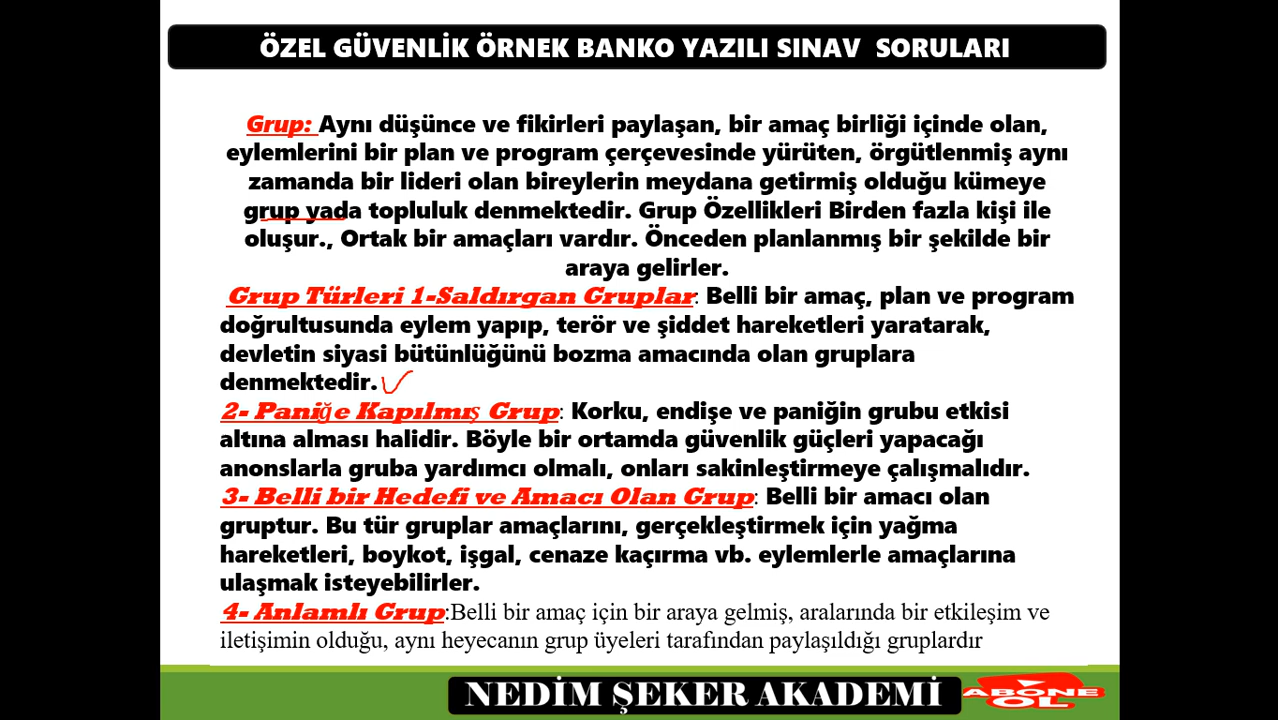 ÖZEL GÜVENLİK ÖRNEK BANKO YAZILI SINAV SORULARI
Grup: Aynı düşünce ve fikirleri paylaşan, bir amaç birliği içinde olan,
eylemlerini bir plan ve program çerçevesinde yürüten, örgütlenmiş aynı
zamanda bir lideri olan bireylerin meydana getirmiş olduğu kümeye
grup yada topluluk denmektedir. Grup Özellikleri Birden fazla kişi ile
oluşur., Ortak bir amaçları vardır. Önceden planlanmış bir şekilde bir
araya gelirler.
Grup Türleri 1-Saldırgan Gruplar: Belli bir amaç, plan ve program
doğrultusunda eylem yapıp, terör ve şiddet hareketleri yaratarak,
devletin siyasi bütünlüğünü bozma amacında olan gruplara
denmektedir.
2- Paniğe Kapılmış Grup: Korku, endişe ve paniğin grubu etkisi
altına alması halidir. Böyle bir ortamda güvenlik güçleri yapacağı
anonslarla gruba yardımcı olmalı, onları sakinleştirmeye çalışmalıdır.
3- Belli bir Hedefi ve Amacı Olan Grup: Belli bir amacı olan
gruptur. Bu tür gruplar amaçlarını, gerçekleştirmek için yağma
hareketleri, boykot, işgal, cenaze kaçırma vb. eylemlerle amaçlarına
ulaşmak isteyebilirler.
4- Anlamlı Grup:Belli bir amaç için bir araya gelmiş, aralarında bir etkileşim ve
iletişimin olduğu, aynı heyecanın grup üyeleri tarafından paylaşıldığı gruplardır
NEDİM ŞEKER AKADEMİ
ABONE
OL